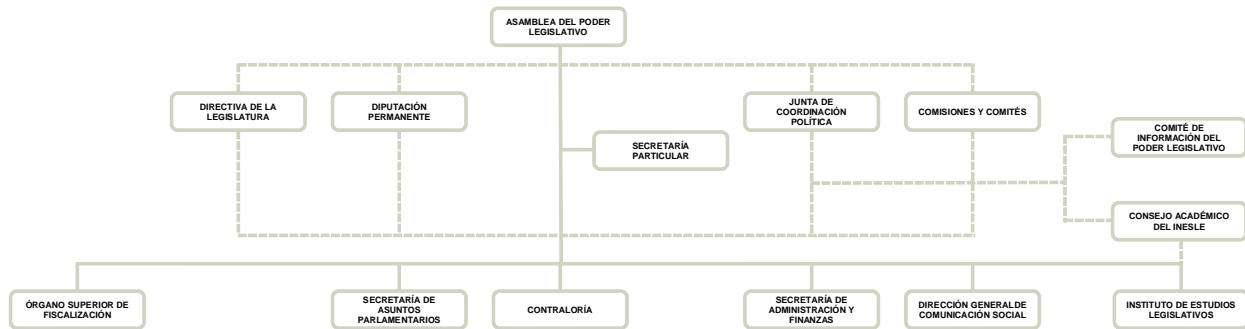 ASAMBLEA DEL PODER
LEGISLATIVO
DIRECTIVA DE LA
LEGISLATURA
DIPUTACIÓN
PERMANENTE
JUNTA DE
COORDINACIÓN
POLÍTICA
COMISIONES Y COMITÉS
SECRETARÍA
PARTICULAR
COMITÉ DE
INFORMACIÓN DEL
PODER LEGISLATIVO
CONSEJO ACADÉMICO
DEL INESLE
ÓRGANO SUPERIOR DE
FISCALIZACIÓN
SECRETARÍA DE
ASUNTOS
PARLAMENTARIOS
CONTRALORÍA
SECRETARÍA DE
ADMINISTRACIÓN Y
FINANZAS
DIRECCIÓN GENERAL DE
COMUNICACIÓN SOCIAL
INSTITUTO DE ESTUDIOS
LEGISLATIVOS